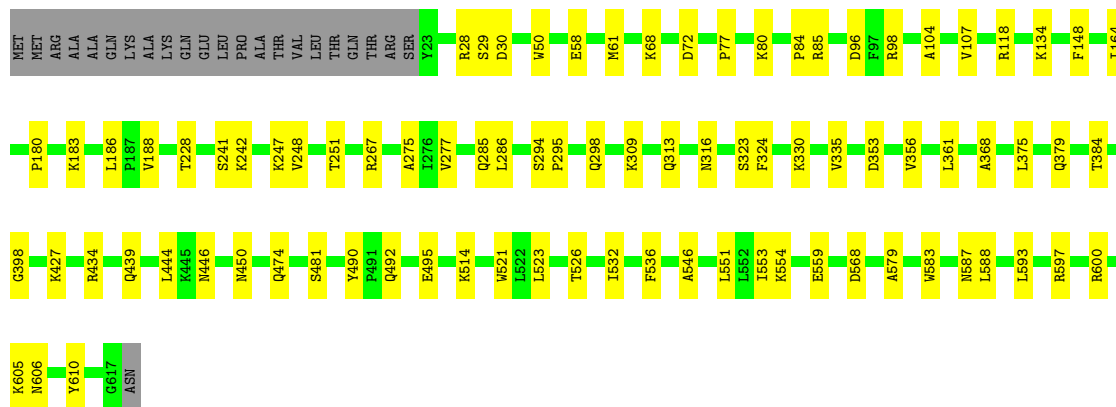 MET MET ARG ALA ALA GLN LYS ALA LYS GLN GLU LEU PRO ALA THR VAL LEU THR GLN THR ARG SER Y23 R28 S29 D30 W50 E58 M61 K68 D72 P77 K80 P84 R85 D96 F97 R98 A104 V107 R118 K134 F148 I164
P180 K183 L186 P187 V188 T228 S241 K242 K247 V248 T251 R267 A275 I276 V277 Q285 L286 S294 P295 Q298 K309 Q313 N316 S323 F324 K330 V335 D353 V356 L361 A368 L375 Q379 T384
G398 K427 R434 Q439 L444 K445 N446 N450 Q474 S481 Y490 P491 Q492 E495 K514 W521 L522 L523 T526 I532 F536 A546 L551 L552 I553 K554 E559 D568 A579 W583 N587 L588 L593 R597 R600
K605 N606 Y610 G617 ASN